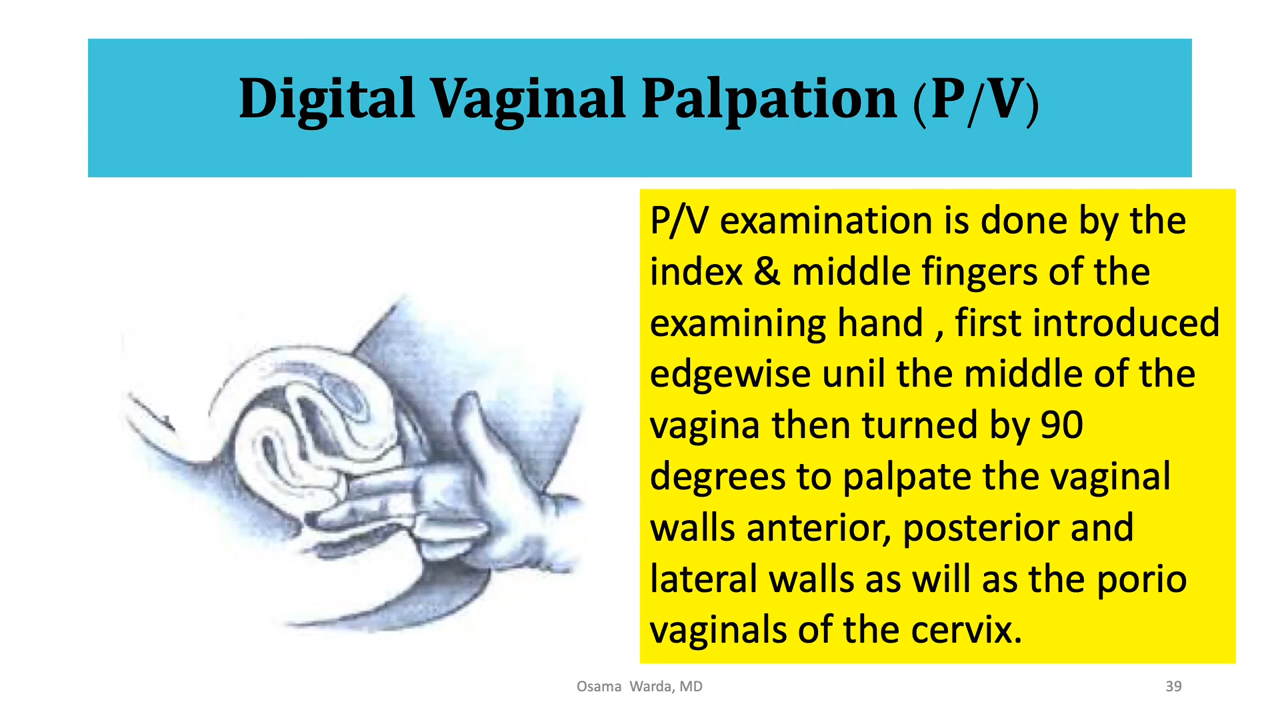 Digital Vaginal Palpation (P/V)
P/V examination is done by the
index & middle fingers of the
examining hand , first introduced
edgewise unil the middle of the
vagina then turned by 90
degrees to palpate the vaginal
walls anterior, posterior and
lateral walls as will as the porio
vaginals of the cervix.
Osama Warda, MD
39